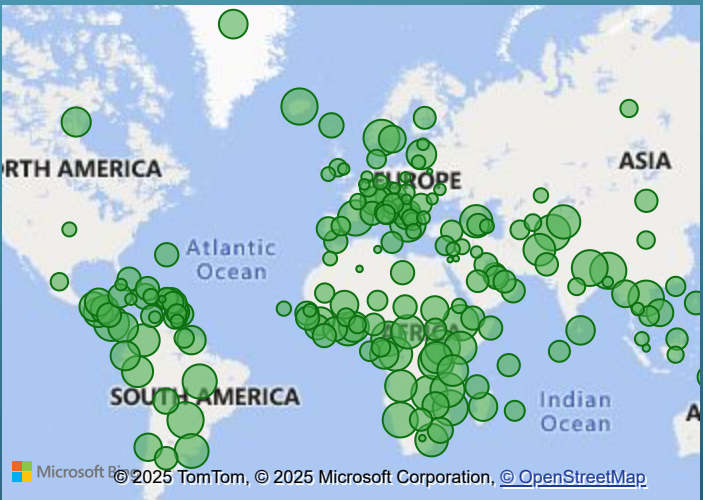 RTH AMERICA
EUROPE
ASIA
Atlantic
Ocean
AFRICA
SOUTH AMERICA
Indian
Ocean
A
Microsoft Bing
© 2025 TomTom, © 2025 Microsoft Corporation, © OpenStreetMap